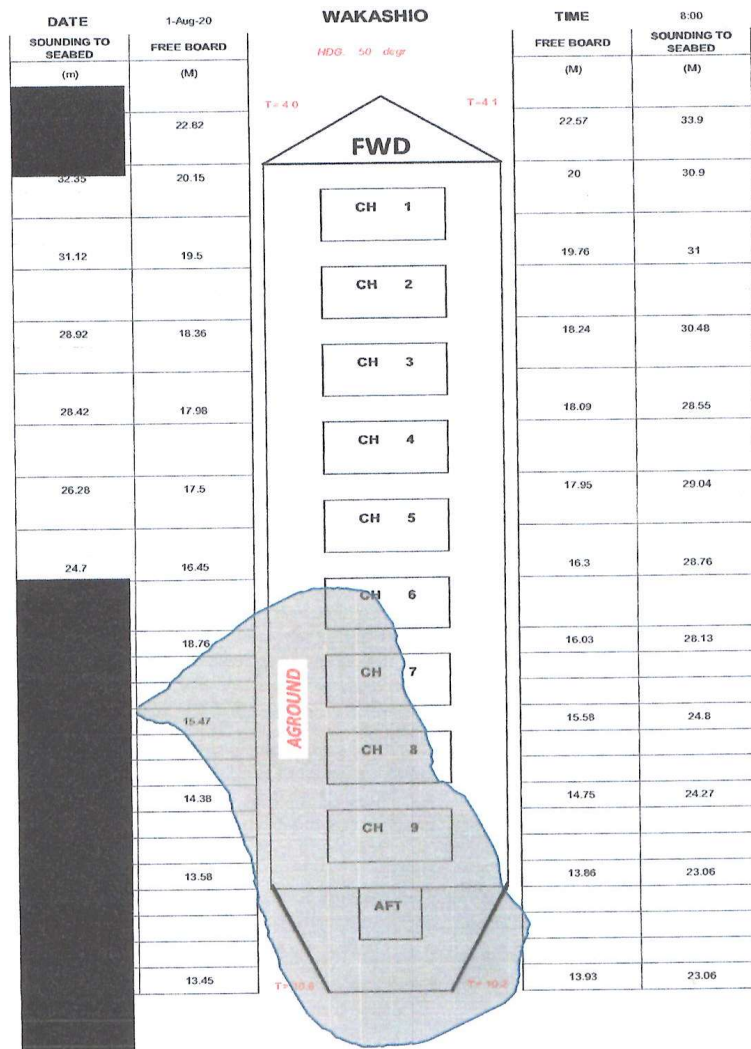 DATE 1-Aug-20 WAKASHIO TIME 8:00
SOUNDING TO SEABED FREE BOARD HDG. 50 degr FREE BOARD SOUNDING TO SEABED
(m) (M) (M) (M)
T= 4.0 T= 4.1
22.82 22.57 33.9
FWD
32.35 20.15 20 30.9
CH 1
31.12 19.5 19.76 31
CH 2
28.92 18.36 18.24 30.48
CH 3
28.42 17.98 18.09 28.55
CH 4
26.28 17.5 17.95 29.04
CH 5
24.7 16.45 16.3 28.76
CH 6
18.76 16.03 28.13
CH 7
AGROUND
15.47 15.58 24.8
CH 8
14.38 14.75 24.27
CH 9
13.58 13.86 23.06
AFT
13.45 T= 10.2 13.93 23.06